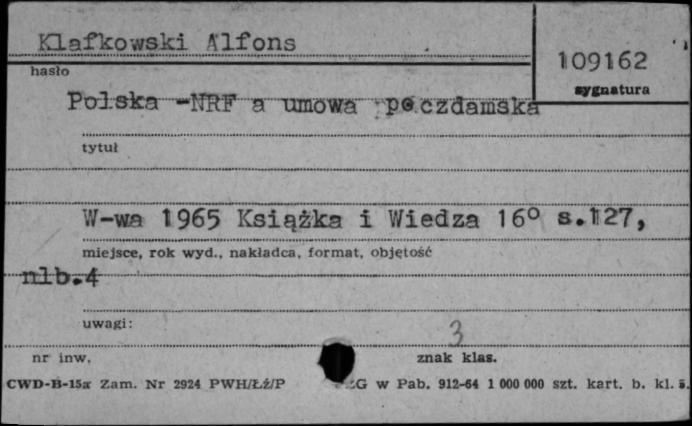 Klafkowski Alfons
109162
hasło
sygnatura
Polska -NRF a umowa poczdamska
tytuł
W-wa 1965 Książka i Wiedza 16° s.127,
miejsce, rok wyd., nakładca, format, objętość
nlb.4
uwagi:
3
nr inw.
znak klas.
CWD-B-15a Zam. Nr 2924 PWH/Łź/P G w Pab. 912-64 1 000 000 szt. kart. b. kl. 5.